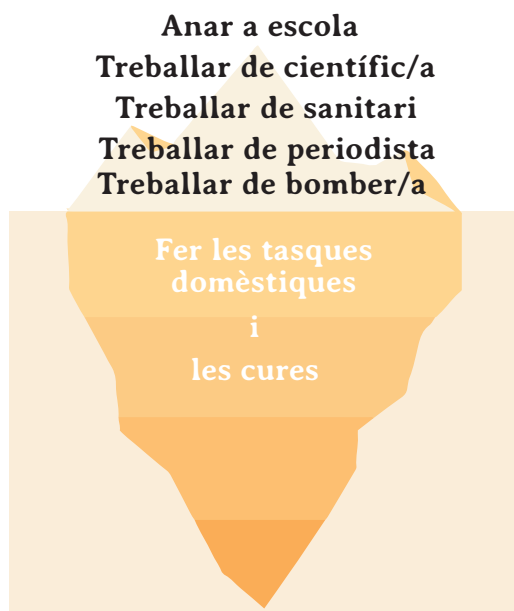 Anar a escola
Treballar de científic/a
Treballar de sanitari
Treballar de periodista
Treballar de bomber/a
Fer les tasques
domèstiques
i
les cures